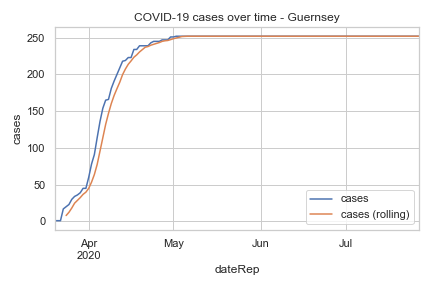 COVID-19 cases over time - Guernsey
250
200
150
100
50
0
cases
cases
cases (rolling)
Apr
2020
May
Jun
Jul
dateRep